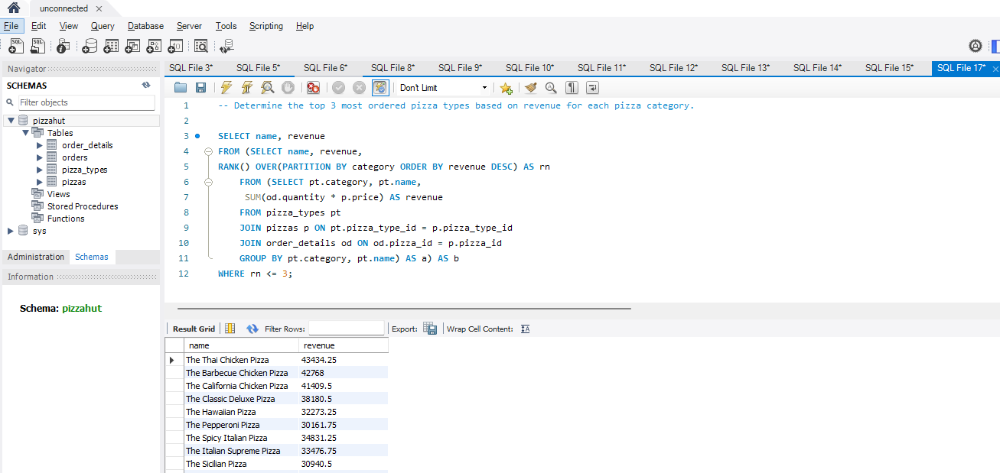 unconnected
File Edit View Query Database Server Tools Scripting Help
Navigator
SCHEMAS
Filter objects
pizzahut
Tables
order_details
orders
pizza_types
pizzas
Views
Stored Procedures
Functions
sys
Administration Schemas
Information
Schema: pizzahut
SQL File 3* SQL File 5* SQL File 6* SQL File 8* SQL File 9* SQL File 10* SQL File 11* SQL File 12* SQL File 13* SQL File 14* SQL File 15* SQL File 17*
Don't Limit
1 -- Determine the top 3 most ordered pizza types based on revenue for each pizza category.
2
3 SELECT name, revenue
4 FROM (SELECT name, revenue,
5 RANK() OVER(PARTITION BY category ORDER BY revenue DESC) AS rn
6 FROM (SELECT pt.category, pt.name,
7 SUM(od.quantity * p.price) AS revenue
8 FROM pizza_types pt
9 JOIN pizzas p ON pt.pizza_type_id = p.pizza_type_id
10 JOIN order_details od ON od.pizza_id = p.pizza_id
11 GROUP BY pt.category, pt.name) AS a) AS b
12 WHERE rn <= 3;
Result Grid Filter Rows: Export: Wrap Cell Content:
name revenue
The Thai Chicken Pizza 43434.25
The Barbecue Chicken Pizza 42768
The California Chicken Pizza 41409.5
The Classic Deluxe Pizza 38180.5
The Hawaiian Pizza 32273.25
The Pepperoni Pizza 30161.75
The Spicy Italian Pizza 34831.25
The Italian Supreme Pizza 33476.75
The Sicilian Pizza 30940.5